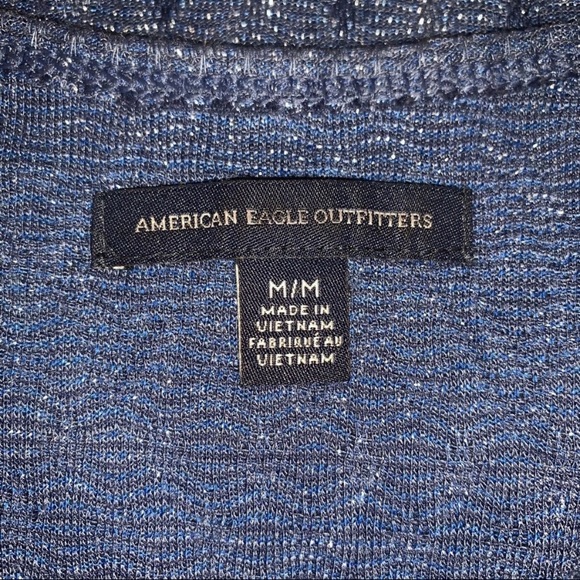 AMERICAN EAGLE OUTFITTERS
M/M
MADE IN
VIETNAM
FABRIQUÉ AU
VIETNAM